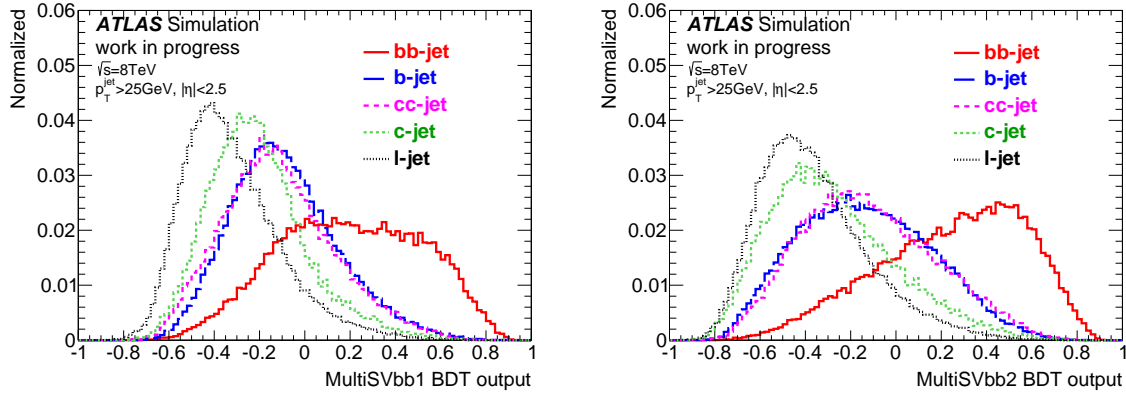 Normalized
0.06
0.05
0.04
0.03
0.02
0.01
0
ATLAS Simulation
work in progress
√s=8TeV
p_T^jet>25GeV, |η|<2.5
bb-jet
b-jet
cc-jet
c-jet
l-jet
-1 -0.8 -0.6 -0.4 -0.2 0 0.2 0.4 0.6 0.8 1
MultiSVbb1 BDT output
Normalized
0.06
0.05
0.04
0.03
0.02
0.01
0
ATLAS Simulation
work in progress
√s=8TeV
p_T^jet>25GeV, |η|<2.5
bb-jet
b-jet
cc-jet
c-jet
l-jet
-1 -0.8 -0.6 -0.4 -0.2 0 0.2 0.4 0.6 0.8 1
MultiSVbb2 BDT output